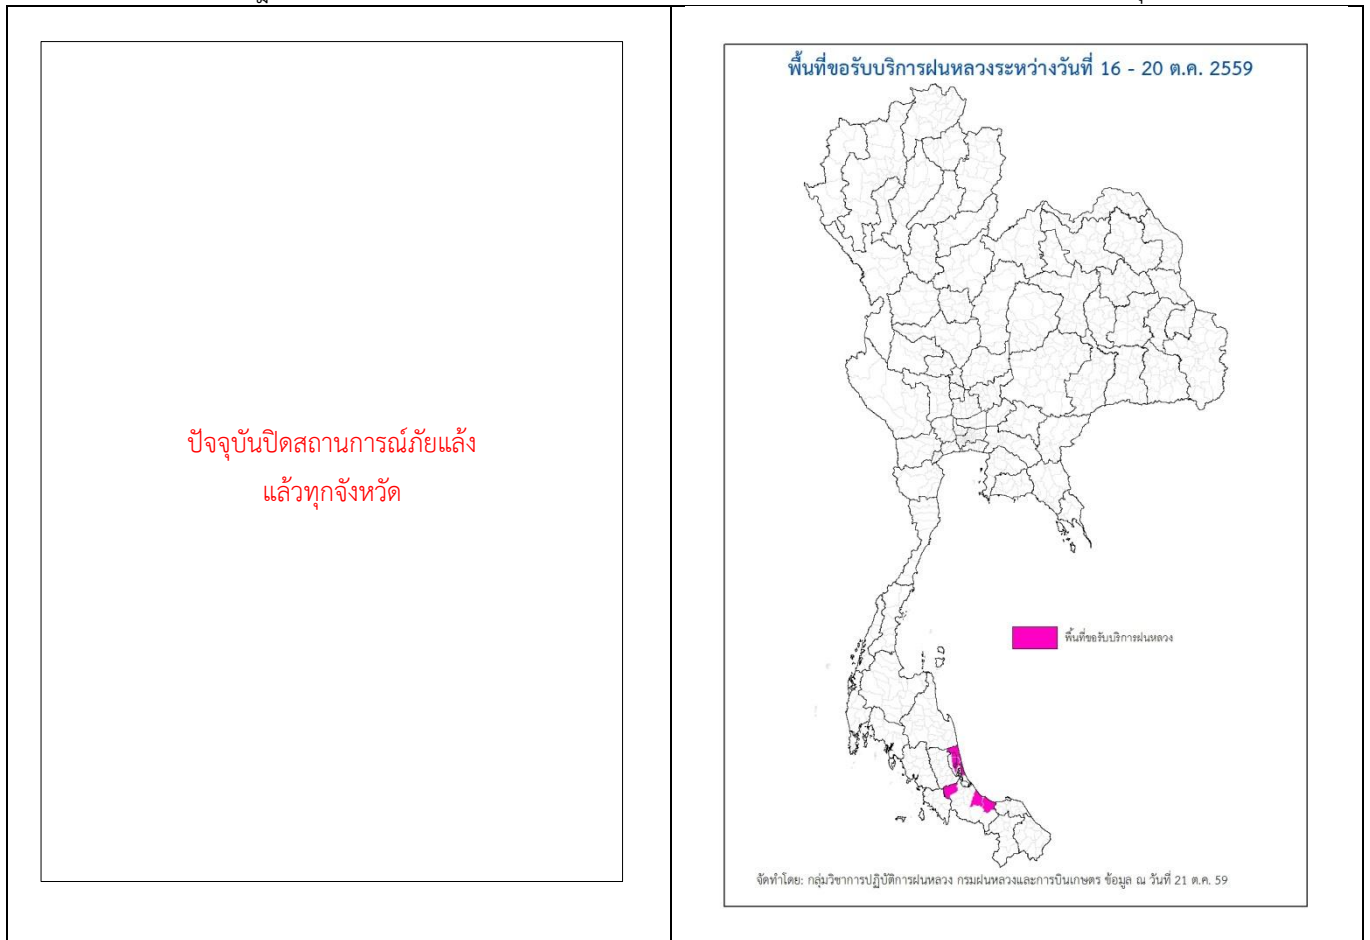 ปัจจุบันปิดสถานการณ์ภัยแล้ง
แล้วทุกจังหวัด
พื้นที่ขอรับบริการฝนหลวงระหว่างวันที่ 16 - 20 ต.ค. 2559
พื้นที่ขอรับบริการฝนหลวง
จัดทำโดย: กลุ่มวิชาการปฏิบัติการฝนหลวง กรมฝนหลวงและการบินเกษตร ข้อมูล ณ วันที่ 21 ต.ค. 59